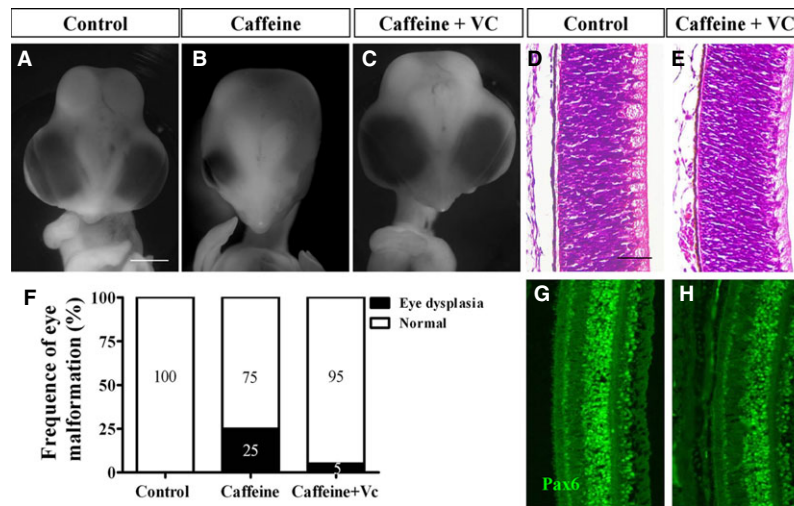 Control
Caffeine
Caffeine + VC
Control
Caffeine + VC
A
B
C
D
E
F
Frequence of eye
malformation (%)
100
75
50
25
0
100
75
25
95
5
Control
Caffeine
Caffeine+Vc
Eye dysplasia
Normal
G
H
Pax6